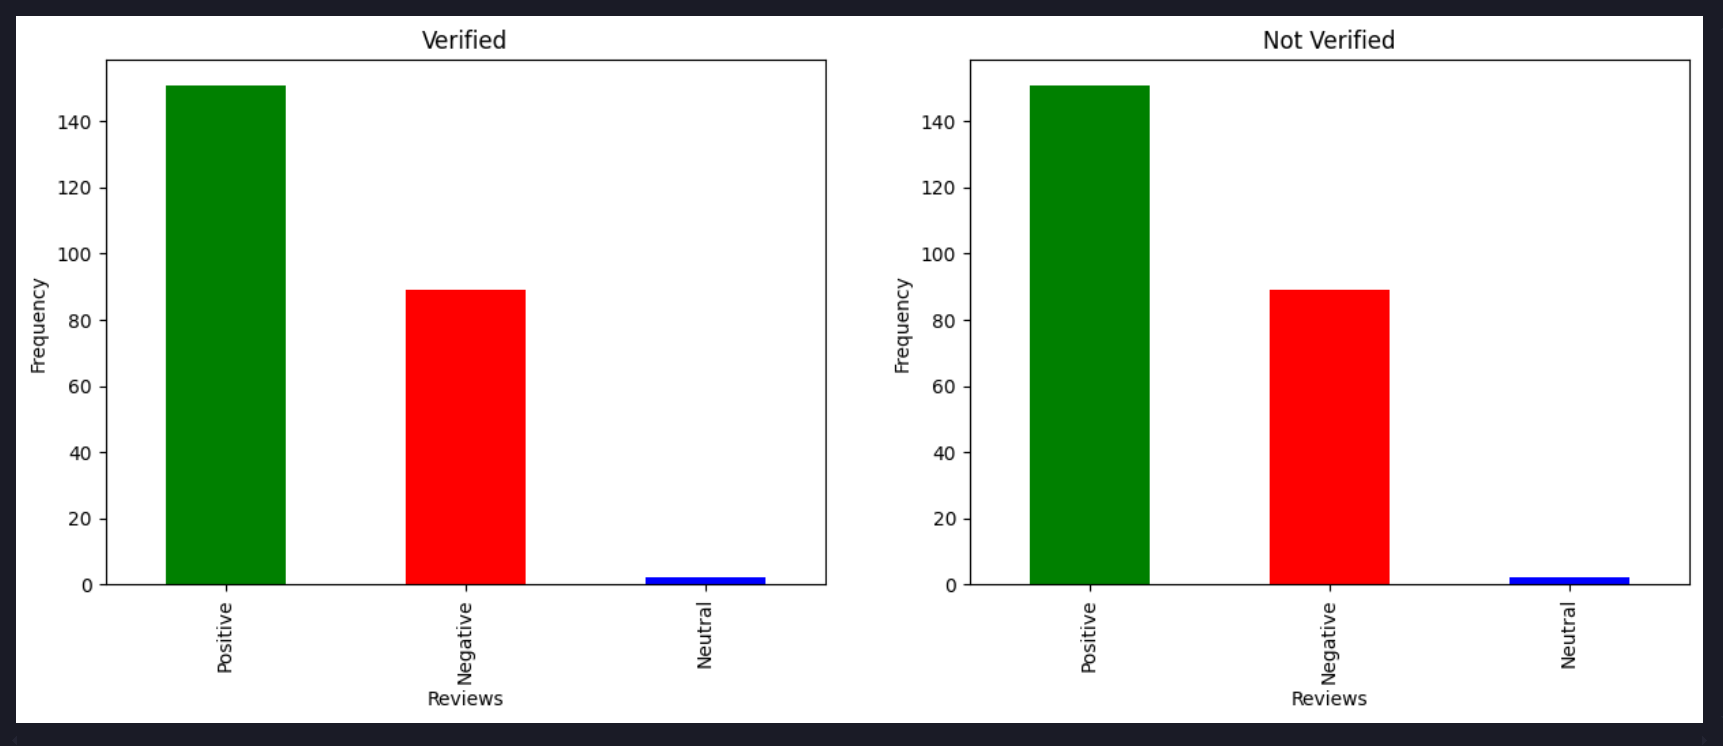 Verified
140
120
100
80
60
40
20
0
Frequency
Positive
Negative
Neutral
Reviews
Not Verified
140
120
100
80
60
40
20
0
Frequency
Positive
Negative
Neutral
Reviews